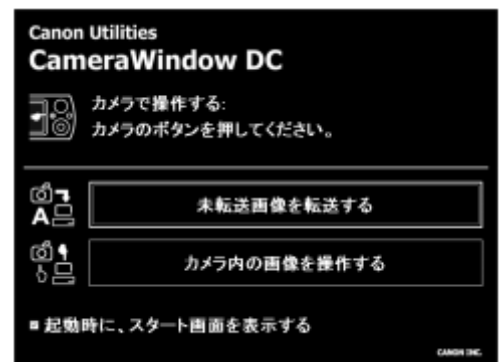 Canon Utilities
CameraWindow DC
カメラで操作する:
カメラのボタンを押してください。
A
未転送画像を転送する
カメラ内の画像を操作する
起動時に、スタート画面を表示する
CANON INC.